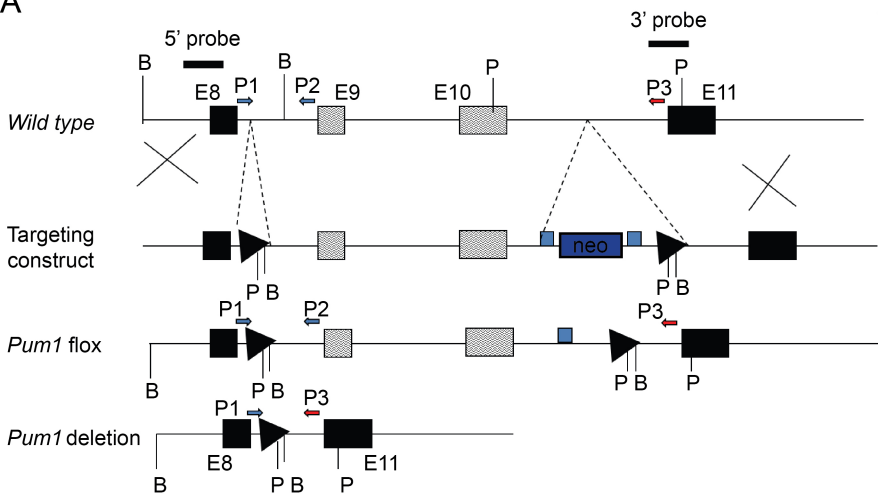 A
5’ probe
3’ probe
B
B
P
P
E8
P1
P2
E9
E10
P3
E11
Wild type
Targeting
construct
neo
P B
P B
P1
P2
P3
Pum1 flox
B
P B
P B
P
P1
P3
Pum1 deletion
E8
E11
B
P B
P